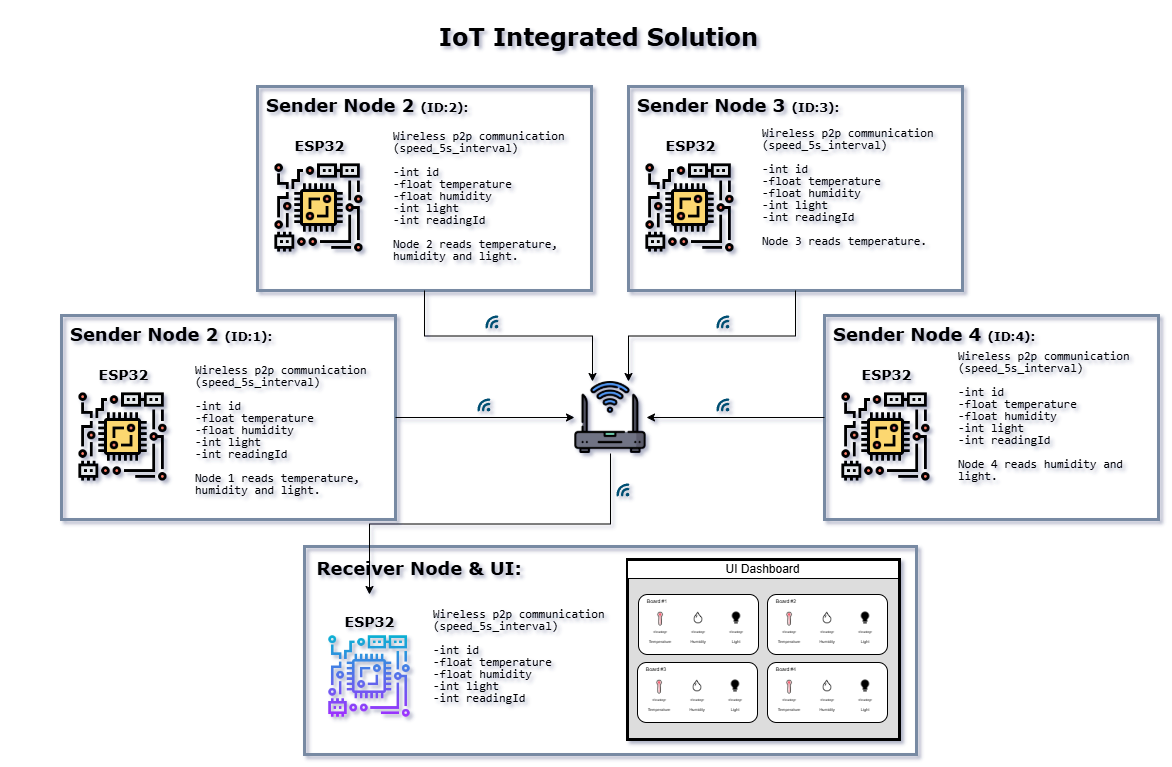 IoT Integrated Solution
Sender Node 2 (ID:2):
ESP32
Wireless p2p communication
(speed_5s_interval)
-int id
-float temperature
-float humidity
-int light
-int readingId
Node 2 reads temperature,
humidity and light.
Sender Node 3 (ID:3):
ESP32
Wireless p2p communication
(speed_5s_interval)
-int id
-float temperature
-float humidity
-int light
-int readingId
Node 3 reads temperature.
Sender Node 2 (ID:1):
ESP32
Wireless p2p communication
(speed_5s_interval)
-int id
-float temperature
-float humidity
-int light
-int readingId
Node 1 reads temperature,
humidity and light.
Sender Node 4 (ID:4):
ESP32
Wireless p2p communication
(speed_5s_interval)
-int id
-float temperature
-float humidity
-int light
-int readingId
Node 4 reads humidity and
light.
Receiver Node & UI:
ESP32
Wireless p2p communication
(speed_5s_interval)
-int id
-float temperature
-float humidity
-int light
-int readingId
UI Dashboard
Board #1
Temperature Humidity Light
Board #2
Temperature Humidity Light
Board #3
Temperature Humidity Light
Board #4
Temperature Humidity Light